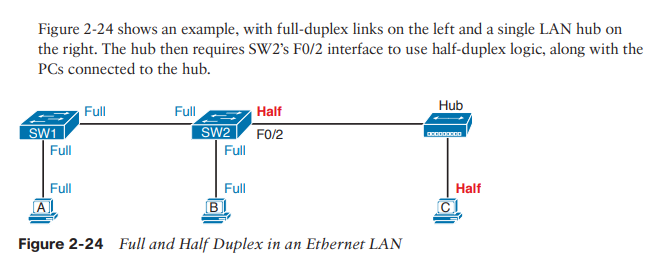 Figure 2-24 shows an example, with full-duplex links on the left and a single LAN hub on
the right. The hub then requires SW2’s F0/2 interface to use half-duplex logic, along with the
PCs connected to the hub.
Full Full Half Hub
SW1 SW2 F0/2
Full Full
Full Full Half
A B C
Figure 2-24 Full and Half Duplex in an Ethernet LAN